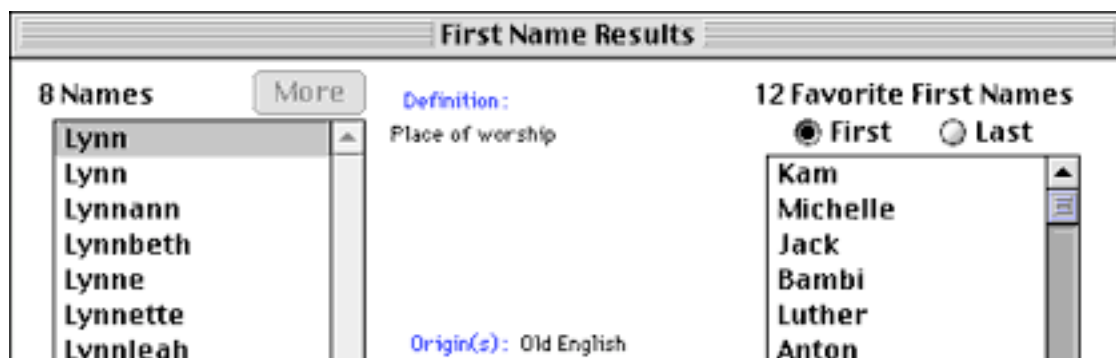 First Name Results
8 Names
More
Lynn
Lynn
Lynnann
Lynnbeth
Lynne
Lynnette
Lynnleah
Definition:
Place of worship
Origin(s): Old English
12 Favorite First Names
First Last
Kam
Michelle
Jack
Bambi
Luther
Anton